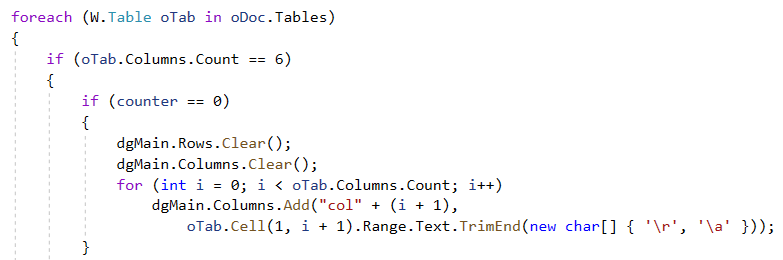 foreach (W.Table oTab in oDoc.Tables)
{
    if (oTab.Columns.Count == 6)
    {
        if (counter == 0)
        {
            dgMain.Rows.Clear();
            dgMain.Columns.Clear();
            for (int i = 0; i < oTab.Columns.Count; i++)
                dgMain.Columns.Add("col" + (i + 1),
                    oTab.Cell(1, i + 1).Range.Text.TrimEnd(new char[] { '\r', '\a' }));
        }